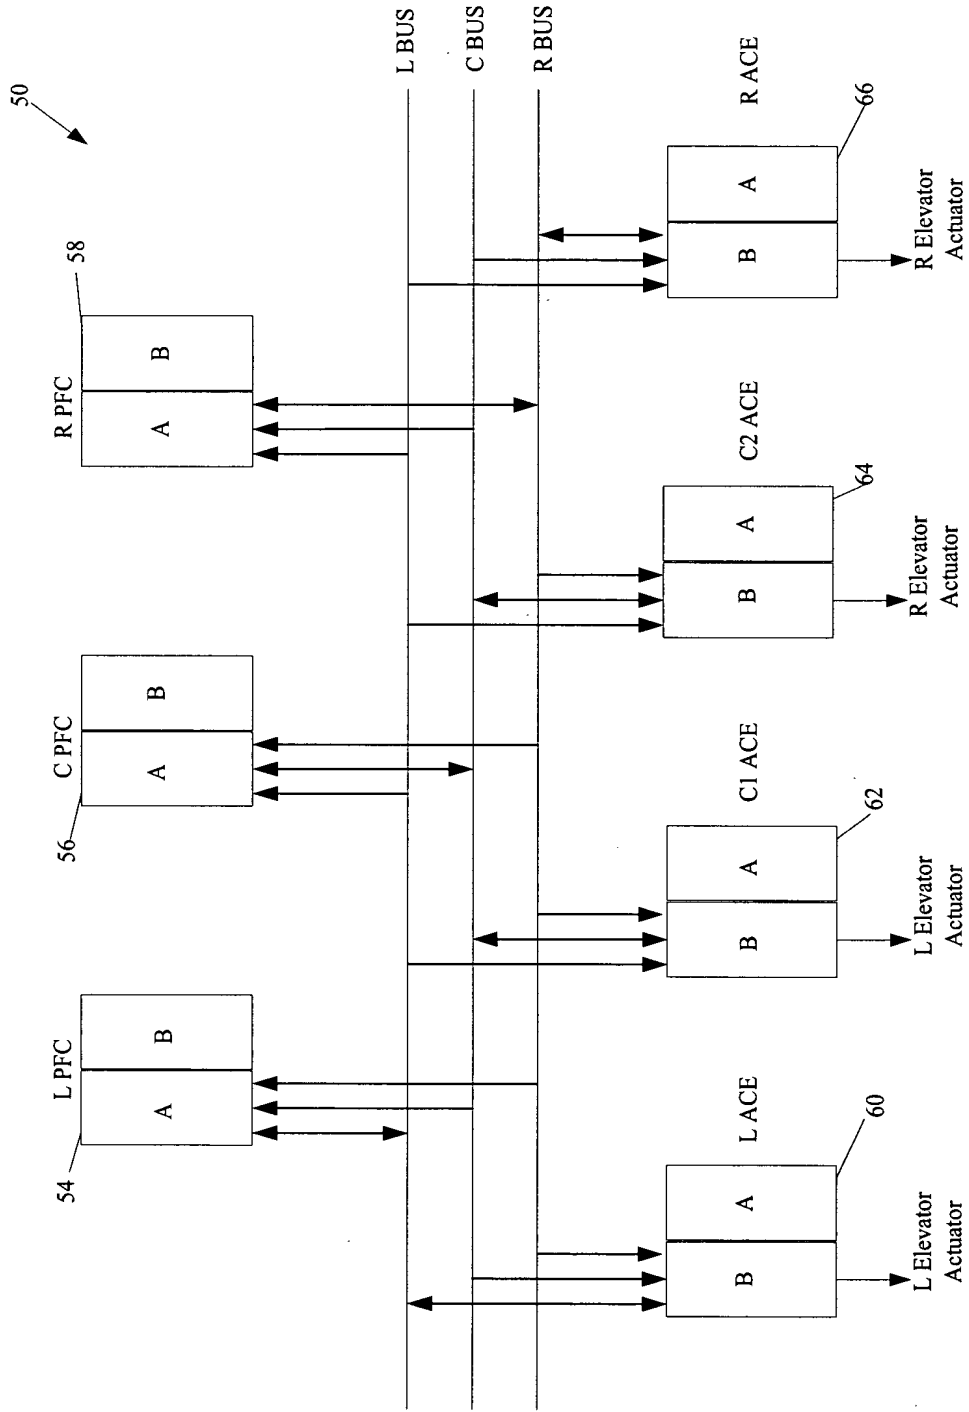 50
L PFC
C PFC
R PFC
54
A
B
56
A
B
58
A
B
L BUS
C BUS
R BUS
L ACE
C1 ACE
C2 ACE
R ACE
B
A
60
B
A
62
B
A
64
B
A
66
L Elevator
Actuator
L Elevator
Actuator
R Elevator
Actuator
R Elevator
Actuator